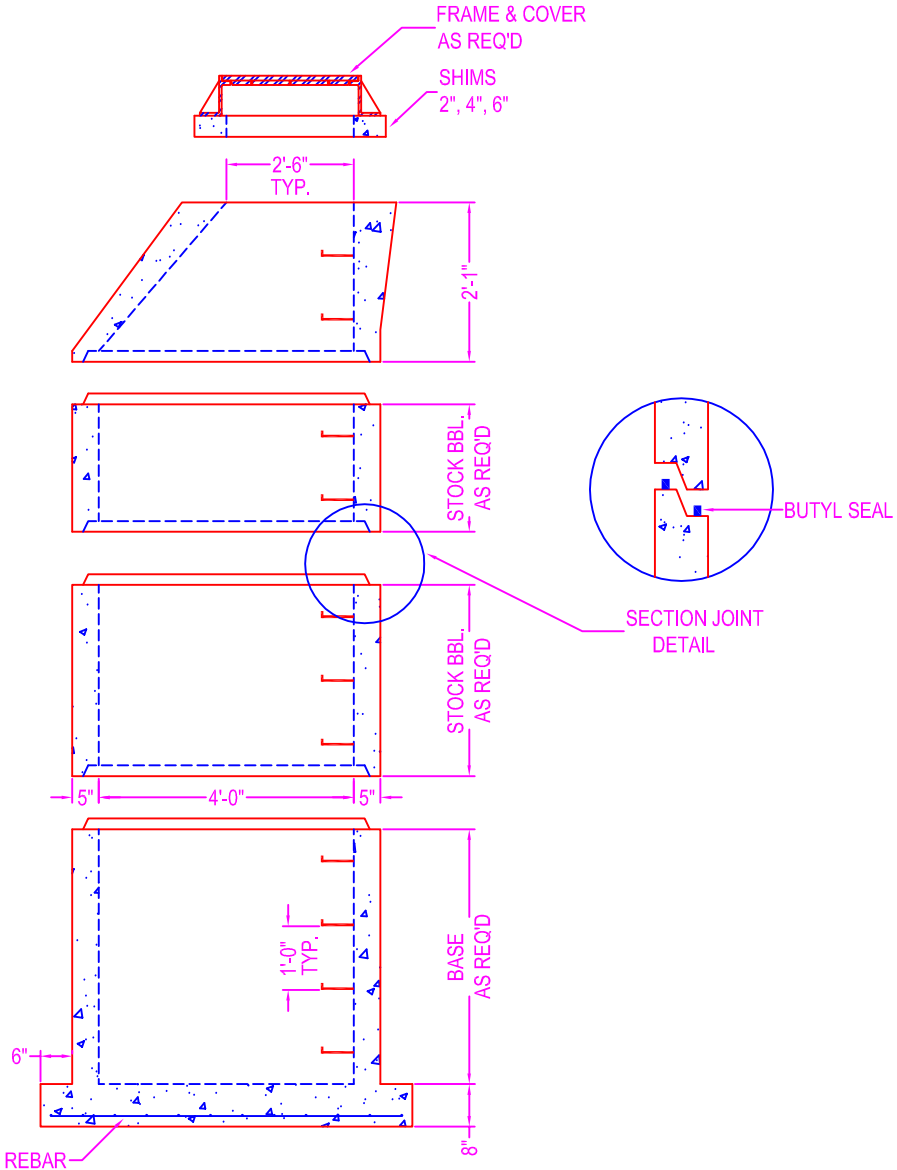 FRAME & COVER
AS REQ'D
SHIMS
2", 4", 6"
2'-6"
TYP.
2'-1"
STOCK BBL.
AS REQ'D
BUTYL SEAL
SECTION JOINT
DETAIL
STOCK BBL.
AS REQ'D
5"
4'-0"
5"
1'-0"
TYP.
BASE
AS REQ'D
6"
8"
REBAR